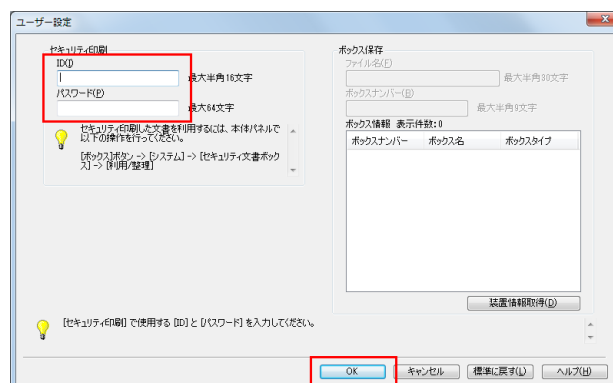 ユーザー設定
セキュリティ印刷
ID(I)
最大半角16文字
パスワード(P)
最大64文字
セキュリティ印刷した文書を利用するには、本体パネルで
以下の操作を行ってください。
[ボックス]ボタン -> [システム] -> [セキュリティ文書ボック
ス] -> [利用/整理]
ボックス保存
ファイル名(F)
最大半角30文字
ボックスナンバー(B)
最大半角9文字
ボックス情報 表示件数:0
ボックスナンバー ボックス名 ボックスタイプ
装置情報取得(D)
[セキュリティ印刷] で使用する [ID] と [パスワード] を入力してください。
OK キャンセル 標準に戻す(L) ヘルプ(H)